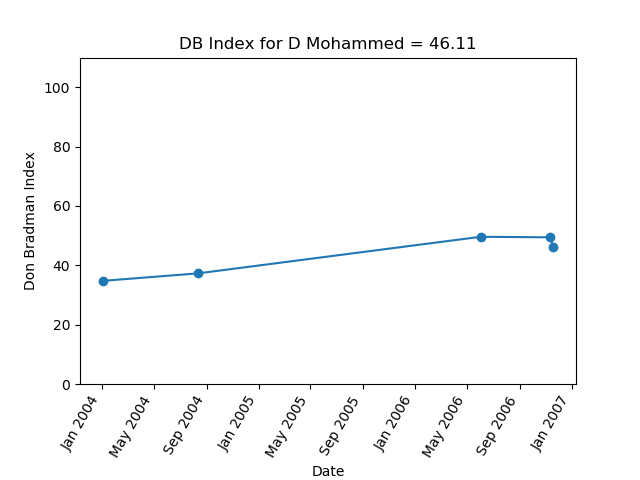 DB Index for D Mohammed = 46.11
Don Bradman Index
100
80
60
40
20
0
Jan 2004
May 2004
Sep 2004
Jan 2005
May 2005
Sep 2005
Jan 2006
May 2006
Sep 2006
Jan 2007
Date